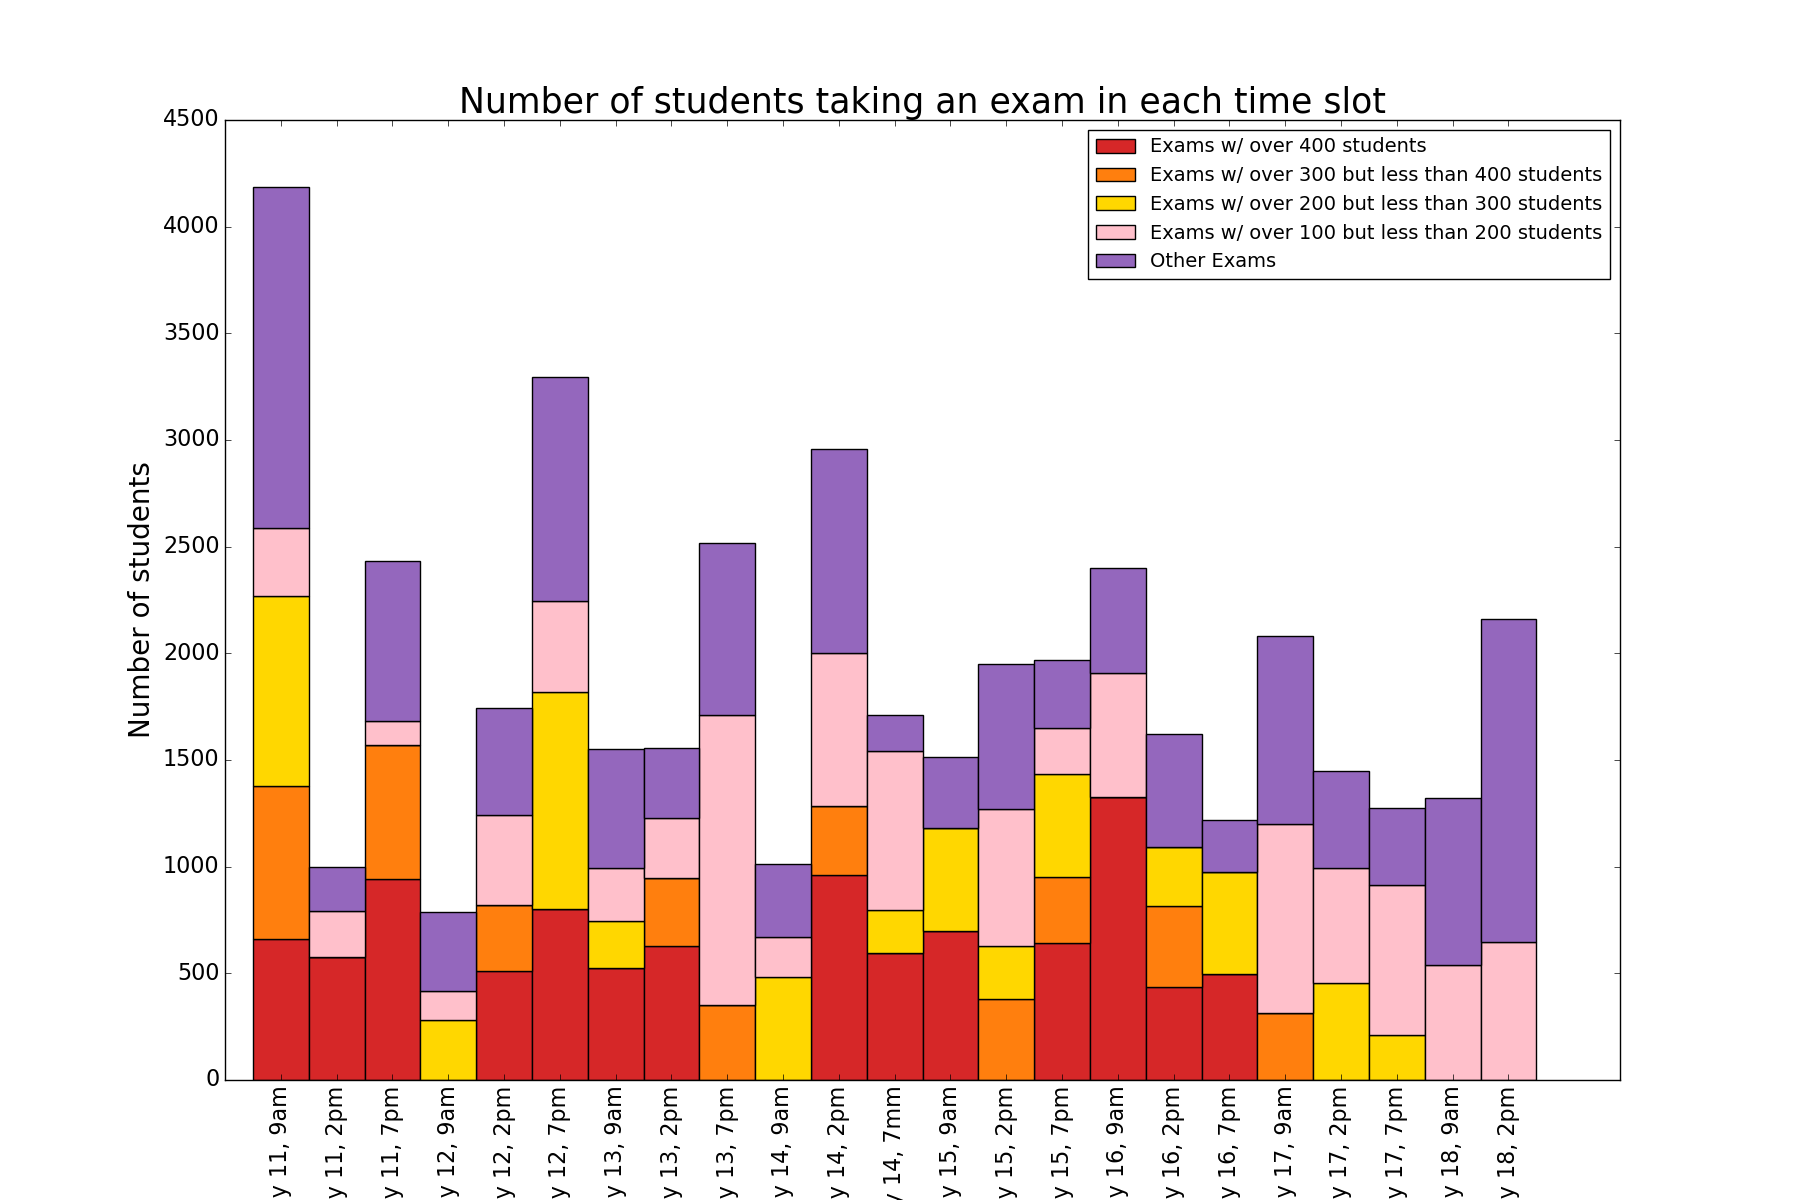 Number of students taking an exam in each time slot
Exams w/ over 400 students
Exams w/ over 300 but less than 400 students
Exams w/ over 200 but less than 300 students
Exams w/ over 100 but less than 200 students
Other Exams
Number of students
4500
4000
3500
3000
2500
2000
1500
1000
500
0
y 11, 9am
y 11, 2pm
y 11, 7pm
y 12, 9am
y 12, 2pm
y 12, 7pm
y 13, 9am
y 13, 2pm
y 13, 7pm
y 14, 9am
y 14, 2pm
y 14, 7mm
y 15, 9am
y 15, 2pm
y 15, 7pm
y 16, 9am
y 16, 2pm
y 16, 7pm
y 17, 9am
y 17, 2pm
y 17, 7pm
y 18, 9am
y 18, 2pm